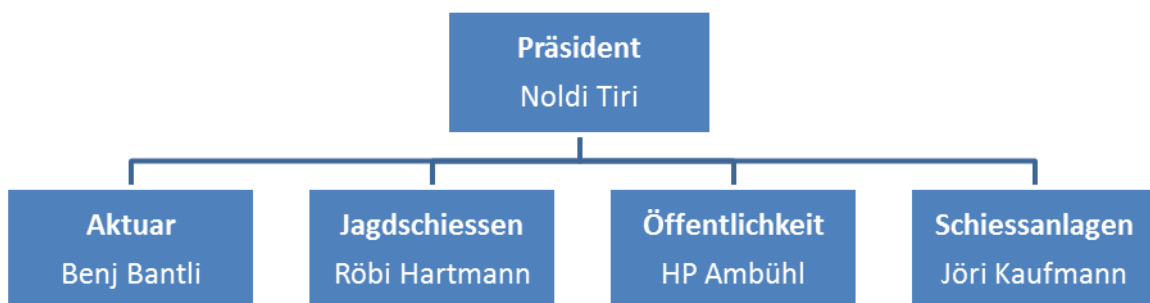 Präsident
Noldi Tiri
Aktuar
Benj Bantli
Jagdschiessen
Röbi Hartmann
Öffentlichkeit
HP Ambühl
Schiessanlagen
Jöri Kaufmann